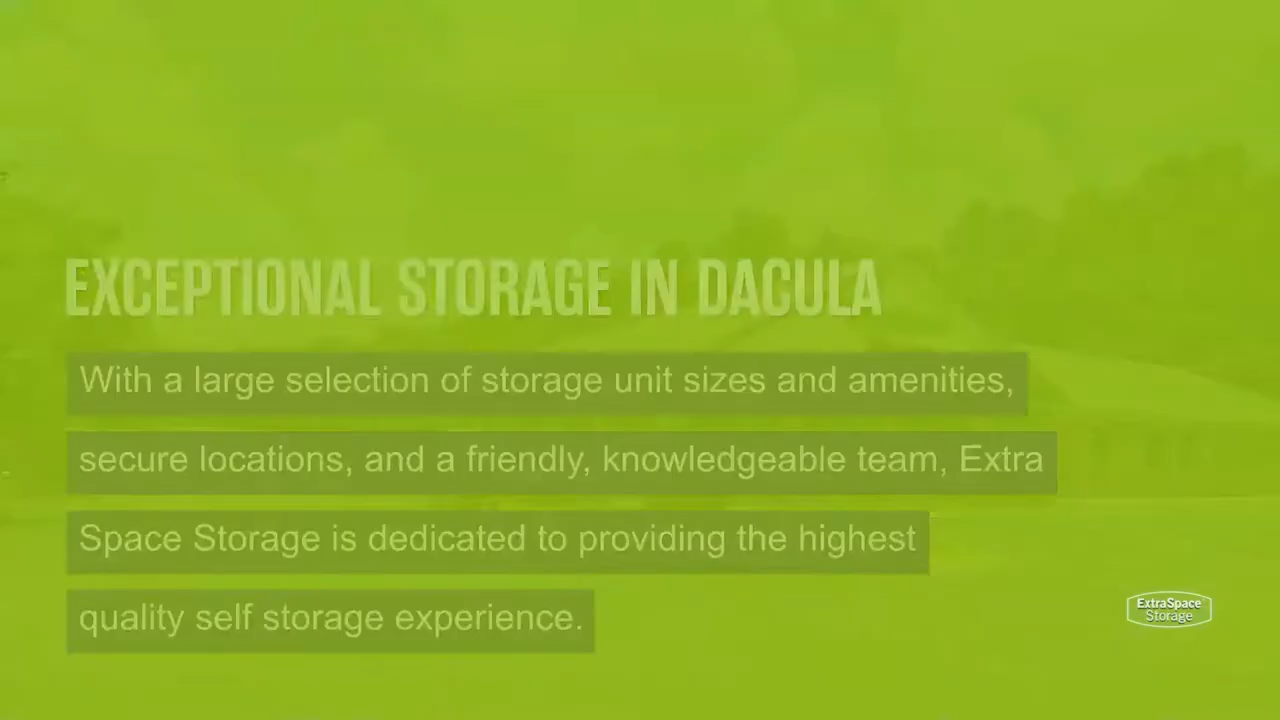 EXCEPTIONAL STORAGE IN DACULA
With a large selection of storage unit sizes and amenities,
secure locations, and a friendly, knowledgeable team, Extra
Space Storage is dedicated to providing the highest
quality self storage experience.
ExtraSpace
Storage